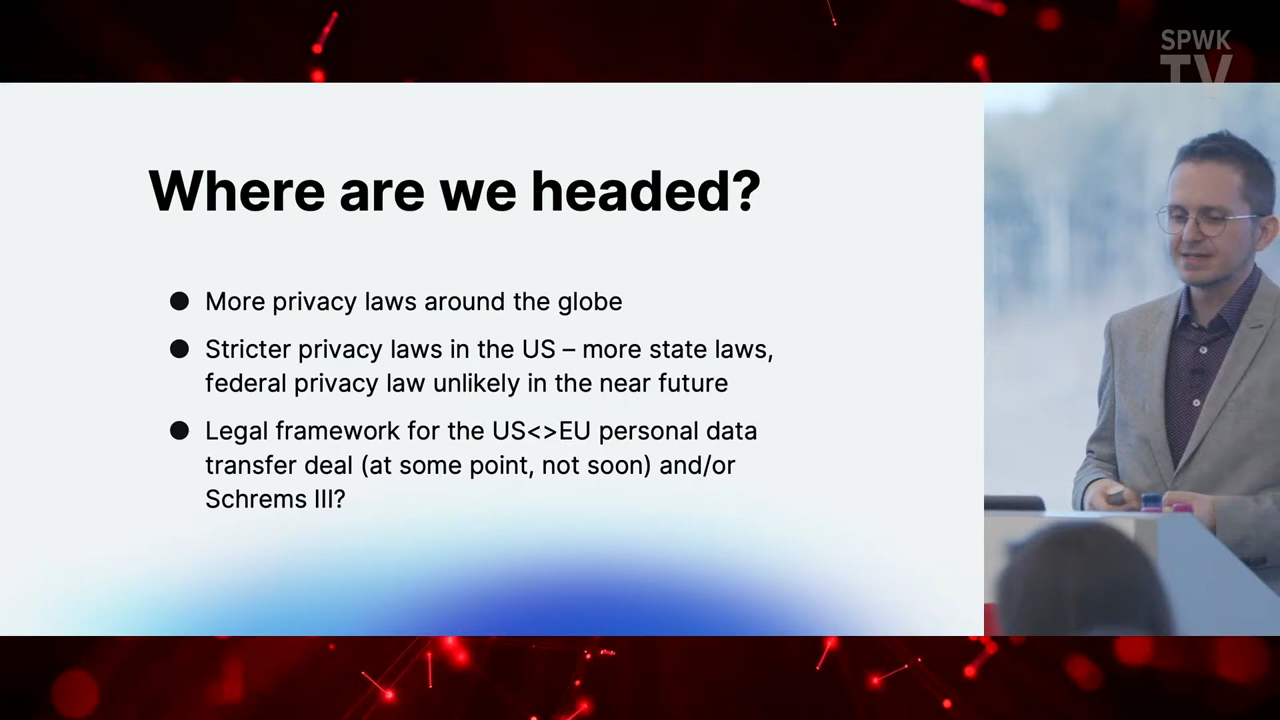 SPWK
TV
Where are we headed?
● More privacy laws around the globe
● Stricter privacy laws in the US – more state laws,
federal privacy law unlikely in the near future
● Legal framework for the US<>EU personal data
transfer deal (at some point, not soon) and/or
Schrems III?